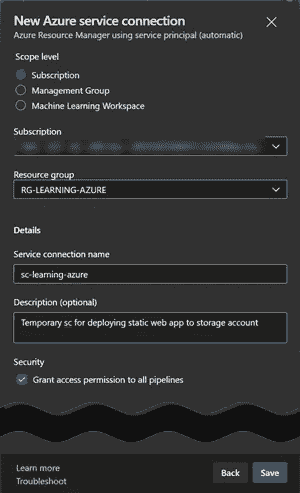 New Azure service connection
Azure Resource Manager using service principal (automatic)
Scope level
Subscription
Management Group
Machine Learning Workspace
Subscription
Resource group
RG-LEARNING-AZURE
Details
Service connection name
sc-learning-azure
Description (optional)
Temporary sc for deploying static web app to storage account
Security
Grant access permission to all pipelines
Learn more
Troubleshoot
Back
Save